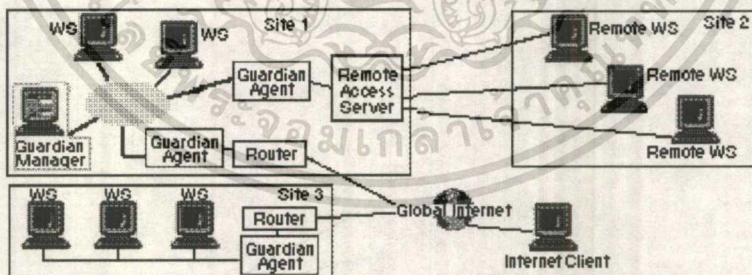 Site 1
WS
WS
Guardian
Agent
Remote
Access
Server
Guardian
Manager
Guardian
Agent
Router
Site 2
Remote WS
Remote WS
Remote WS
Site 3
WS
WS
WS
Router
Guardian
Agent
Global Internet
Internet Client